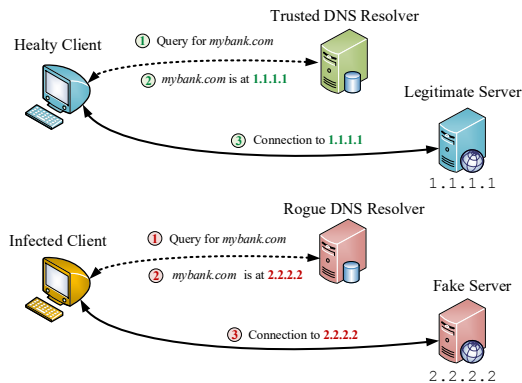 Trusted DNS Resolver
Healty Client
1 Query for mybank.com
2 mybank.com is at 1.1.1.1
Legitimate Server
3 Connection to 1.1.1.1
1.1.1.1
Rogue DNS Resolver
Infected Client
1 Query for mybank.com
2 mybank.com is at 2.2.2.2
Fake Server
3 Connection to 2.2.2.2
2.2.2.2